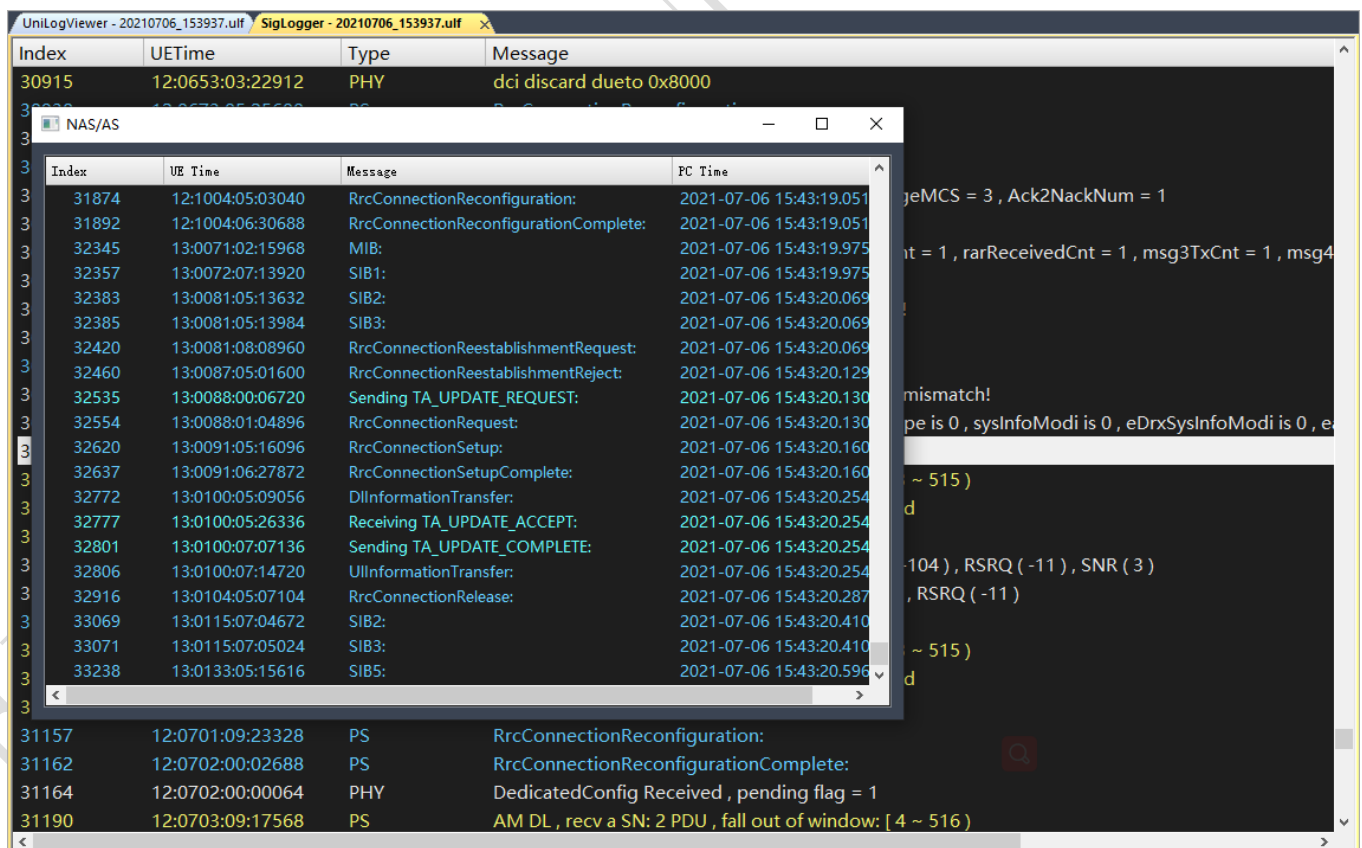 UniLogViewer - 20210706_153937.ulf SigLogger - 20210706_153937.ulf
Index UETime Type Message
30915 12:0653:03:22912 PHY dci discard dueto 0x8000
NAS/AS
Index UE Time Message PC Time
31874 12:1004:05:03040 RrcConnectionReconfiguration: 2021-07-06 15:43:19.051
geMCS = 3 , Ack2NackNum = 1
31892 12:1004:06:30688 RrcConnectionReconfigurationComplete: 2021-07-06 15:43:19.051
32345 13:0071:02:15968 MIB: 2021-07-06 15:43:19.975
nt = 1 , rarReceivedCnt = 1 , msg3TxCnt = 1 , msg4
32357 13:0072:07:13920 SIB1: 2021-07-06 15:43:19.975
32383 13:0081:05:13632 SIB2: 2021-07-06 15:43:20.069
!
32385 13:0081:05:13984 SIB3: 2021-07-06 15:43:20.069
32420 13:0081:08:08960 RrcConnectionReestablishmentRequest: 2021-07-06 15:43:20.069
32460 13:0087:05:01600 RrcConnectionReestablishmentReject: 2021-07-06 15:43:20.129
32535 13:0088:00:06720 Sending TA_UPDATE_REQUEST: 2021-07-06 15:43:20.130
mismatch!
32554 13:0088:01:04896 RrcConnectionRequest: 2021-07-06 15:43:20.130
pe is 0 , sysInfoModi is 0 , eDrxSysInfoModi is 0 , ea
32620 13:0091:05:16096 RrcConnectionSetup: 2021-07-06 15:43:20.160
32637 13:0091:06:27872 RrcConnectionSetupComplete: 2021-07-06 15:43:20.160
~ 515 )
32772 13:0100:05:09056 DlInformationTransfer: 2021-07-06 15:43:20.254
d
32777 13:0100:05:26336 Receiving TA_UPDATE_ACCEPT: 2021-07-06 15:43:20.254
32801 13:0100:07:07136 Sending TA_UPDATE_COMPLETE: 2021-07-06 15:43:20.254
-104 ) , RSRQ ( -11 ) , SNR ( 3 )
32806 13:0100:07:14720 UlInformationTransfer: 2021-07-06 15:43:20.254
32916 13:0104:05:07104 RrcConnectionRelease: 2021-07-06 15:43:20.287
, RSRQ ( -11 )
33069 13:0115:07:04672 SIB2: 2021-07-06 15:43:20.410
33071 13:0115:07:05024 SIB3: 2021-07-06 15:43:20.410
~ 515 )
33238 13:0133:05:15616 SIB5: 2021-07-06 15:43:20.596
d
31157 12:0701:09:23328 PS RrcConnectionReconfiguration:
31162 12:0702:00:02688 PS RrcConnectionReconfigurationComplete:
31164 12:0702:00:00064 PHY DedicatedConfig Received , pending flag = 1
31190 12:0703:09:17568 PS AM DL , recv a SN: 2 PDU , fall out of window: [ 4 ~ 516 )